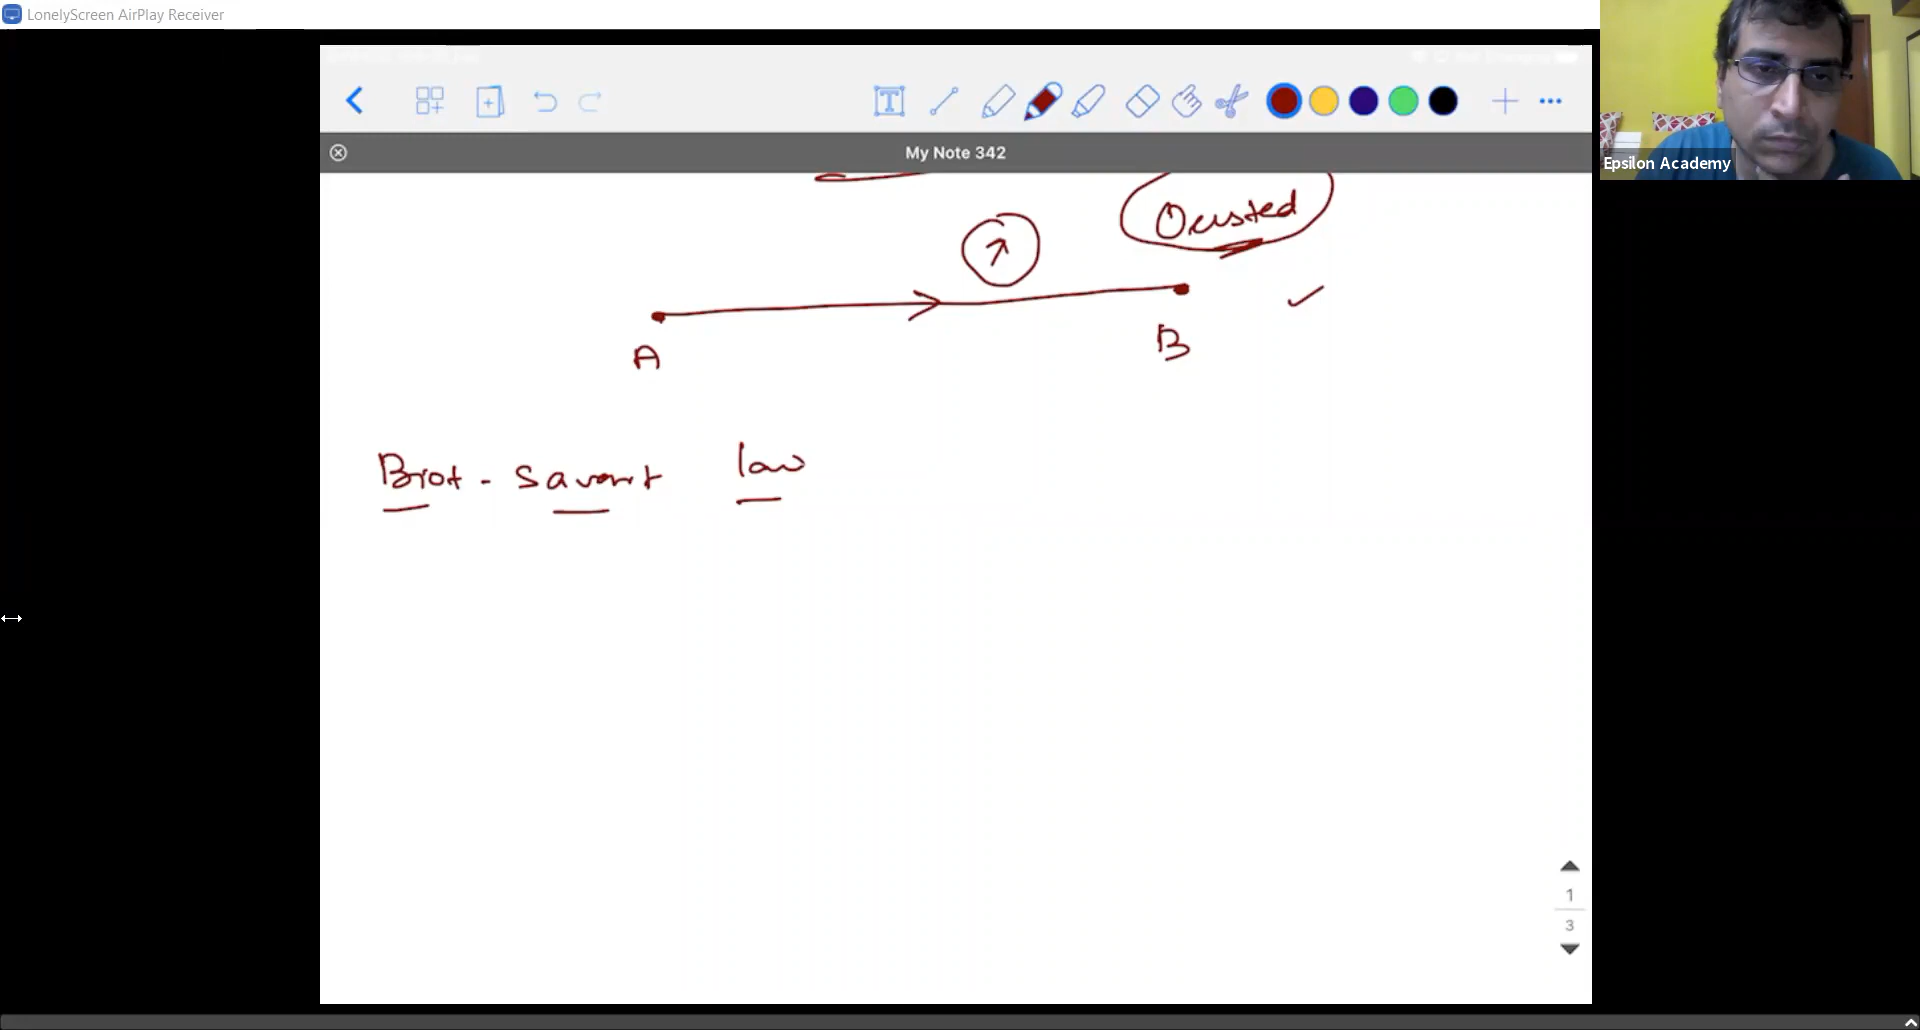 LonelyScreen AirPlay Receiver
T
My Note 342
Epsilon Academy
Oersted
A
B
Biot - Savart law
1
3